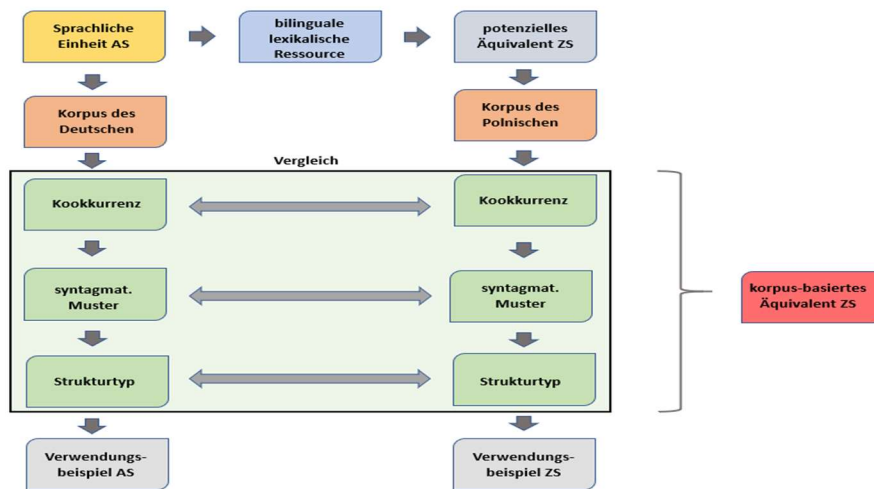 Sprachliche
Einheit AS
bilinguale
lexikalische
Ressource
potenzielles
Äquivalent ZS
Korpus des
Deutschen
Korpus des
Polnischen
Vergleich
Kookkurrenz
Kookkurrenz
syntagmat.
Muster
syntagmat.
Muster
korpus-basiertes
Äquivalent ZS
Strukturtyp
Strukturtyp
Verwendungs-
beispiel AS
Verwendungs-
beispiel ZS